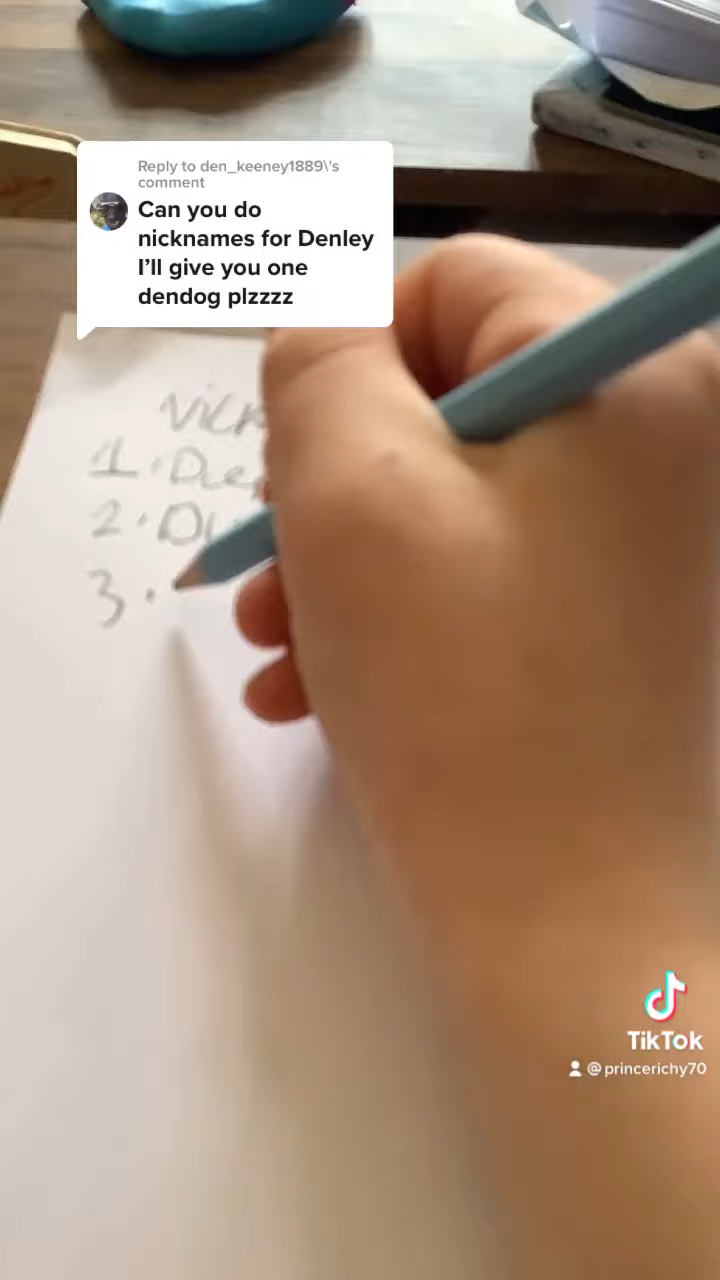 Reply to den_keeney1889\'s
comment
Can you do
nicknames for Denley
I’ll give you one
dendog plzzzz
1.
2.
3.
TikTok
@princerichy70